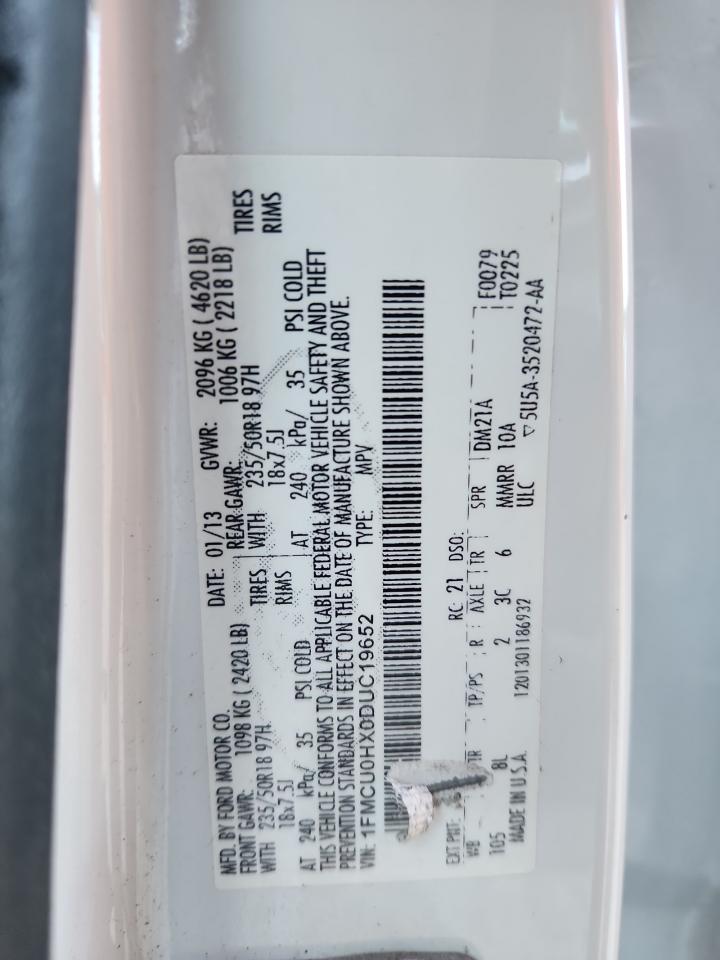 MFD. BY FORD MOTOR CO. DATE: 01/13 GVWR: 2096 KG ( 4620 LB)
FRONT GAWR: 1098 KG ( 2420 LB) REAR GAWR: 1006 KG ( 2218 LB)
WITH 235/50R18 97H TIRES WITH 235/50R18 97H TIRES
18x7.5J RIMS 18x7.5J RIMS
AT 240 kPa/ 35 PSI COLD AT 240 kPa/ 35 PSI COLD
THIS VEHICLE CONFORMS TO ALL APPLICABLE FEDERAL MOTOR VEHICLE SAFETY AND THEFT
PREVENTION STANDARDS IN EFFECT ON THE DATE OF MANUFACTURE SHOWN ABOVE.
VIN: 1FMCU0HX0DUC19652 TYPE: MPV
EXT PNT: RC: 21 DSO: F0079
WB TP/PS R AXLE TR SPR DM21A T0225
105 8L 2 3C 6 MMRR 10A
MADE IN U.S.A. 1201301186932 ULC ▽ 5U5A-3520472-AA